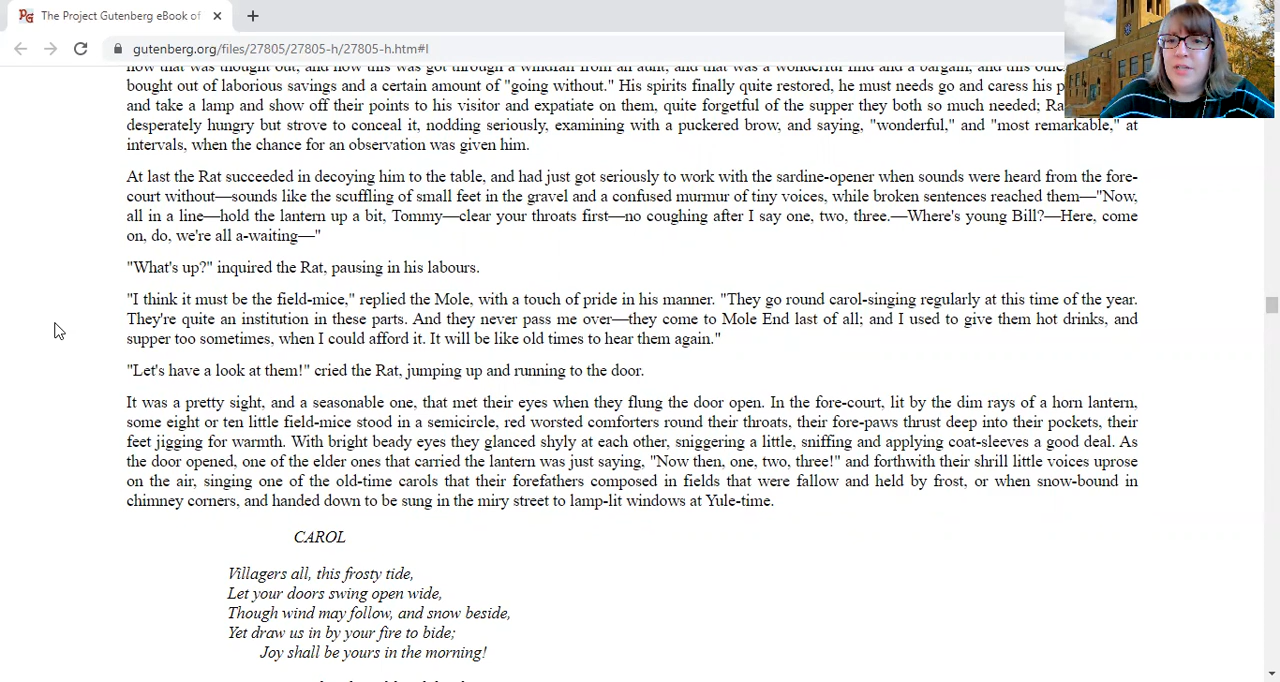 The Project Gutenberg eBook of
gutenberg.org/files/27805/27805-h/27805-h.htm#I
how that was thought out, and how this was got through a windfall from an aunt, and that was a wonderful find and a bargain, and this
bought out of laborious savings and a certain amount of "going without." His spirits finally quite restored, he must needs go and caress his
and take a lamp and show off their points to his visitor and expatiate on them, quite forgetful of the supper they both so much needed;
desperately hungry but strove to conceal it, nodding seriously, examining with a puckered brow, and saying, "wonderful," and "most remarkable," at
intervals, when the chance for an observation was given him.
At last the Rat succeeded in decoying him to the table, and had just got seriously to work with the sardine-opener when sounds were heard from the fore-
court without—sounds like the scuffling of small feet in the gravel and a confused murmur of tiny voices, while broken sentences reached them—"Now,
all in a line—hold the lantern up a bit, Tommy—clear your throats first—no coughing after I say one, two, three.—Where's young Bill?—Here, come
on, do, we're all a-waiting—"
"What's up?" inquired the Rat, pausing in his labours.
"I think it must be the field-mice," replied the Mole, with a touch of pride in his manner. "They go round carol-singing regularly at this time of the year.
They're quite an institution in these parts. And they never pass me over—they come to Mole End last of all; and I used to give them hot drinks, and
supper too sometimes, when I could afford it. It will be like old times to hear them again."
"Let's have a look at them!" cried the Rat, jumping up and running to the door.
It was a pretty sight, and a seasonable one, that met their eyes when they flung the door open. In the fore-court, lit by the dim rays of a horn lantern,
some eight or ten little field-mice stood in a semicircle, red worsted comforters round their throats, their fore-paws thrust deep into their pockets, their
feet jigging for warmth. With bright beady eyes they glanced shyly at each other, sniggering a little, sniffing and applying coat-sleeves a good deal. As
the door opened, one of the elder ones that carried the lantern was just saying, "Now then, one, two, three!" and forthwith their shrill little voices uprose
on the air, singing one of the old-time carols that their forefathers composed in fields that were fallow and held by frost, or when snow-bound in
chimney corners, and handed down to be sung in the miry street to lamp-lit windows at Yule-time.
CAROL
Villagers all, this frosty tide,
Let your doors swing open wide,
Though wind may follow, and snow beside,
Yet draw us in by your fire to bide;
Joy shall be yours in the morning!